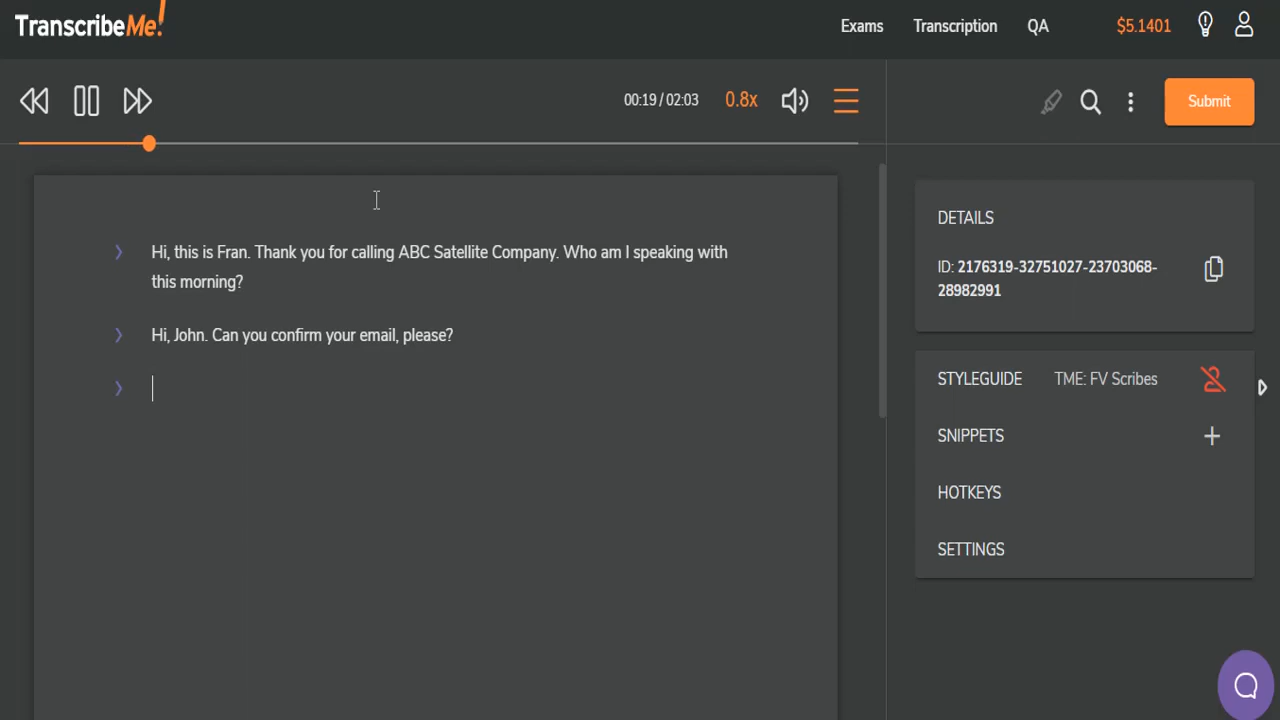 TranscribeMe!
Exams Transcription QA $5.1401
00:19 / 02:03 0.8x
Submit
Hi, this is Fran. Thank you for calling ABC Satellite Company. Who am I speaking with
this morning?
Hi, John. Can you confirm your email, please?
DETAILS
ID: 2176319-32751027-23703068-
28982991
STYLEGUIDE TME: FV Scribes
SNIPPETS
HOTKEYS
SETTINGS